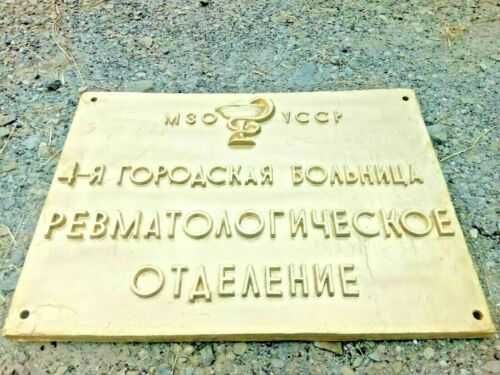 МЗО УССР
4-Я ГОРОДСКАЯ БОЛЬНИЦА
РЕВМАТОЛОГИЧЕСКОЕ
ОТДЕЛЕНИЕ